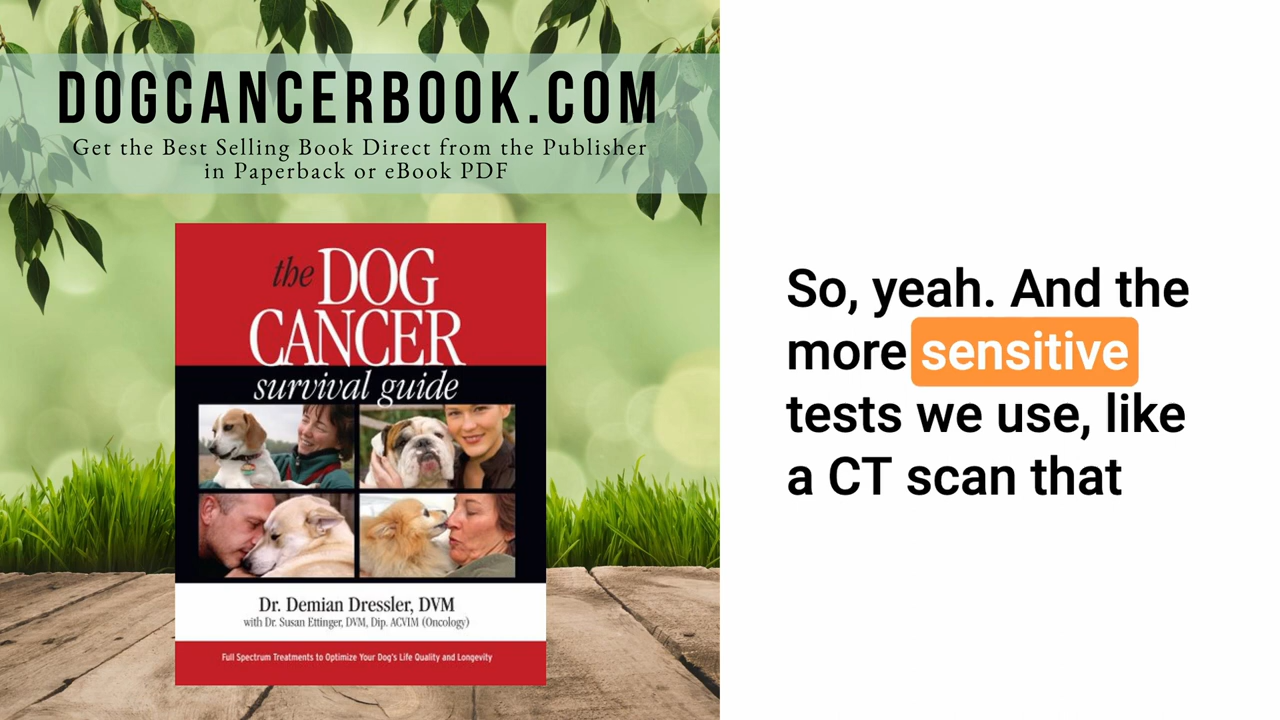 DOGCANCERBOOK.COM
Get the Best Selling Book Direct from the Publisher
in Paperback or eBook PDF
the DOG
CANCER
survival guide
Dr. Demian Dressler, DVM
with Dr. Susan Ettinger, DVM, Dip. ACVIM (Oncology)
Full Spectrum Treatments to Optimize Your Dog's Life Quality and Longevity
So, yeah. And the
more sensitive
tests we use, like
a CT scan that